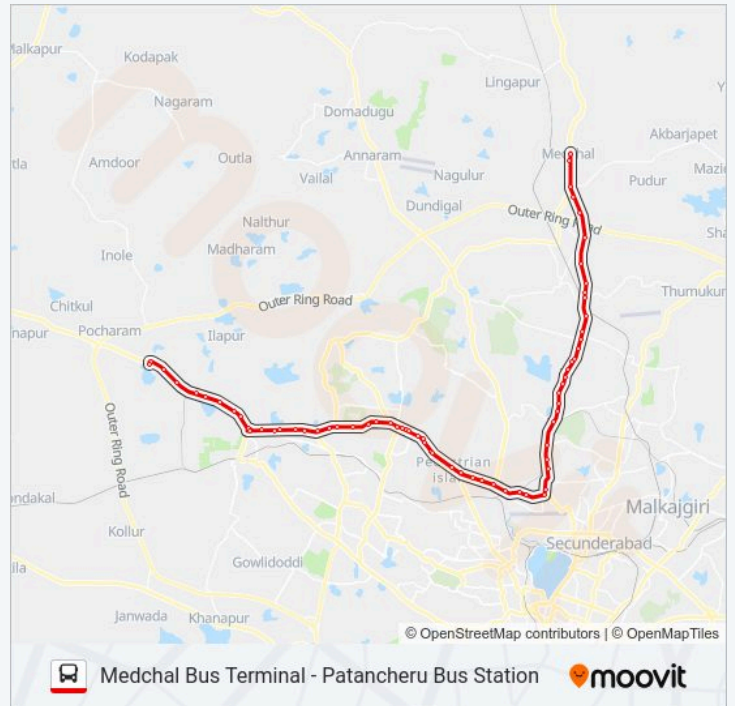 Malkapur
Kodapak
Lingapur
Nagaram
Domadugu
Akbarjapet
tla
Amdoor
Outla
Annaram
Medchal
Vailal
Nagulur
Pudur
Dundigal
Outer Ring Road
Nalthur
Madharam
Inole
Outer Ring Road
Thumukur
Chitkul
Pocharam
Ilapur
Outer Ring Road
Malkajgiri
Kollur
Secunderabad
Gowlidoddi
Janwada
Khanapur
© OpenStreetMap contributors | © OpenMapTiles
Medchal Bus Terminal - Patancheru Bus Station
moovit